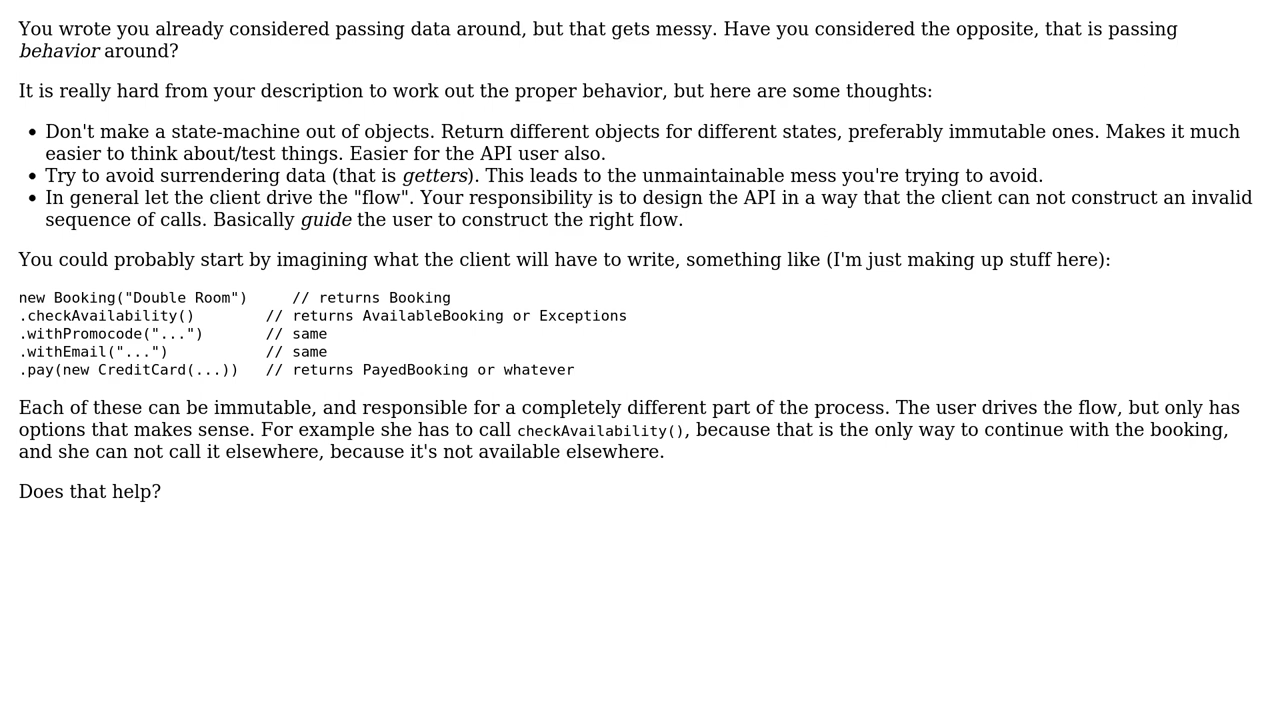 You wrote you already considered passing data around, but that gets messy. Have you considered the opposite, that is passing
behavior around?
It is really hard from your description to work out the proper behavior, but here are some thoughts:
• Don't make a state-machine out of objects. Return different objects for different states, preferably immutable ones. Makes it much
easier to think about/test things. Easier for the API user also.
• Try to avoid surrendering data (that is getters). This leads to the unmaintainable mess you're trying to avoid.
• In general let the client drive the "flow". Your responsibility is to design the API in a way that the client can not construct an invalid
sequence of calls. Basically guide the user to construct the right flow.
You could probably start by imagining what the client will have to write, something like (I'm just making up stuff here):
new Booking("Double Room")     // returns Booking
.checkAvailability()        // returns AvailableBooking or Exceptions
.withPromocode("...")       // same
.withEmail("...")           // same
.pay(new CreditCard(...))   // returns PayedBooking or whatever
Each of these can be immutable, and responsible for a completely different part of the process. The user drives the flow, but only has
options that makes sense. For example she has to call checkAvailability(), because that is the only way to continue with the booking,
and she can not call it elsewhere, because it's not available elsewhere.
Does that help?